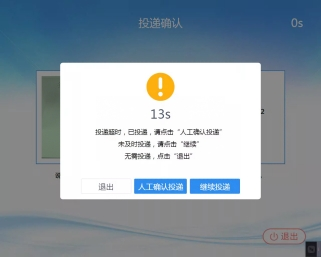 投递确认
0s
13s
投递超时，已投递，请点击“人工确认投递”
未及时投递，请点击“继续”
无需投递，点击“退出”
退出
人工确认投递
继续投递
退出